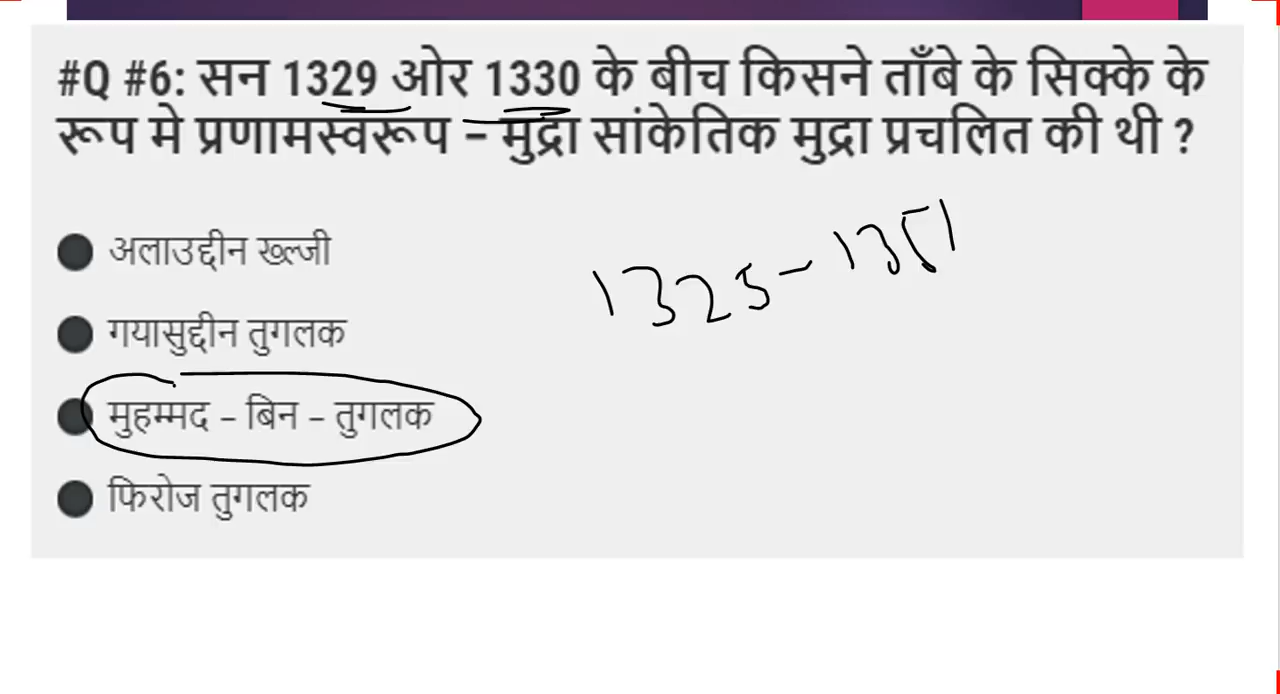 #Q #6: सन 1329 ओर 1330 के बीच किसने ताँबे के सिक्के के
रूप मे प्रणामस्वरूप – मुद्रा सांकेतिक मुद्रा प्रचलित की थी ?
अलाउद्दीन ख्ल्जी
1325 – 1351
गयासुद्दीन तुगलक
मुहम्मद – बिन – तुगलक
फिरोज तुगलक